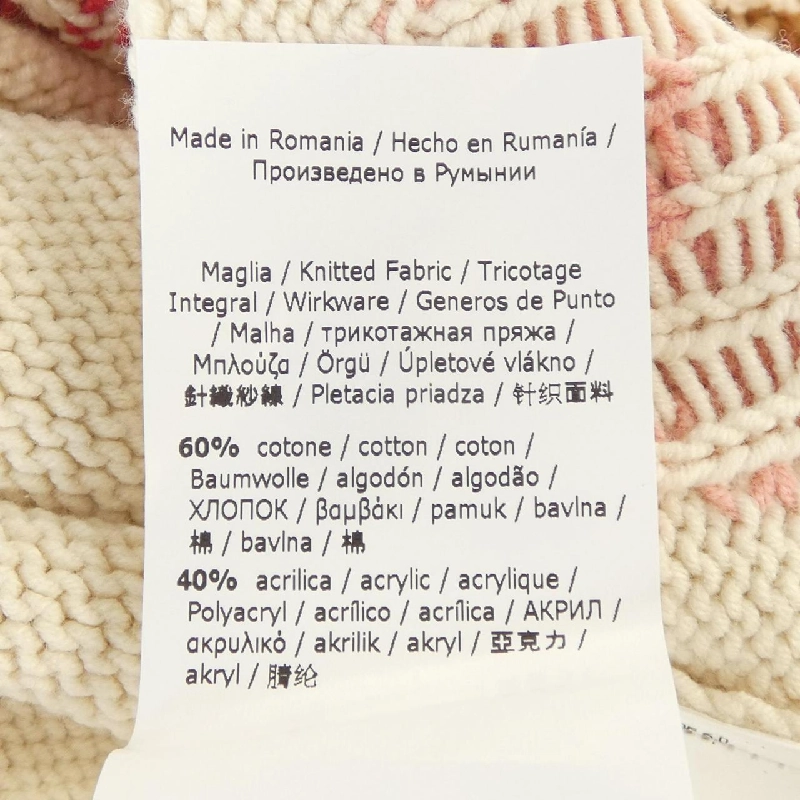 Made in Romania / Hecho en Rumanía /
Произведено в Румынии
Maglia / Knitted Fabric / Tricotage
Integral / Wirkware / Generos de Punto
/ Malha / трикотажная пряжа /
Μπλούζα / Örgü / Úpletové vlákno /
針織紗線 / Pletacia priadza / 针织面料
60% cotone / cotton / coton /
Baumwolle / algodón / algodão /
ХЛОПОК / βαμβάκι / pamuk / bavlna /
棉 / bavlna / 棉
40% acrilica / acrylic / acrylique /
Polyacryl / acrílico / acrílica / АКРИЛ /
ακρυλικό / akrilik / akryl / 亞克力 /
akryl / 腈纶